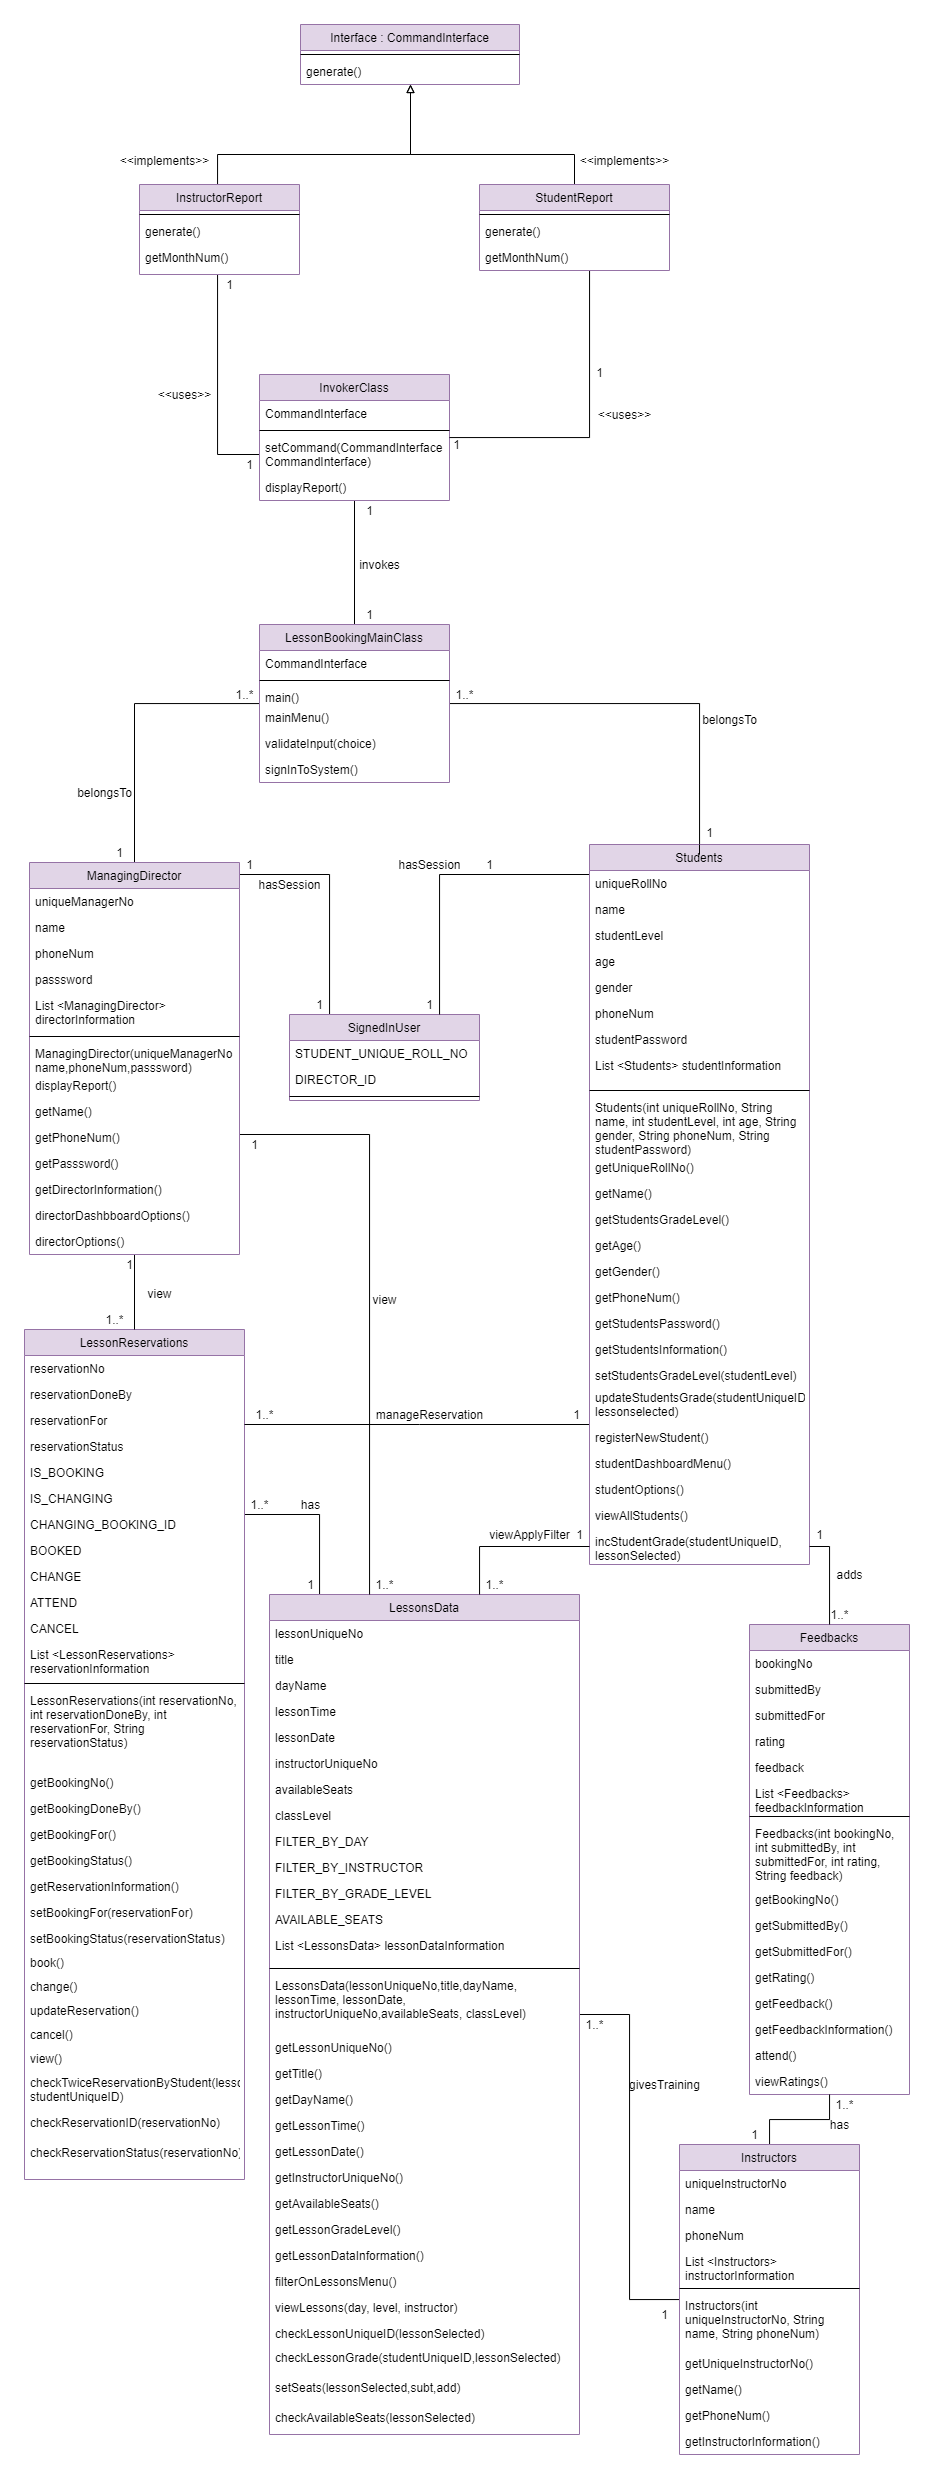 Interface : CommandInterface
generate()
<<implements>>
<<implements>>
InstructorReport
generate()
getMonthNum()
StudentReport
generate()
getMonthNum()
1
1
<<uses>>
<<uses>>
InvokerClass
CommandInterface
setCommand(CommandInterface
CommandInterface)
displayReport()
1
1
1
invokes
1
LessonBookingMainClass
CommandInterface
main()
mainMenu()
validateInput(choice)
signInToSystem()
1..*
1..*
belongsTo
belongsTo
1
1
ManagingDirector
uniqueManagerNo
name
phoneNum
passsword
List <ManagingDirector>
directorInformation
ManagingDirector(uniqueManagerNo
name,phoneNum,passsword)
displayReport()
getName()
getPhoneNum()
getPasssword()
getDirectorInformation()
directorDashbboardOptions()
directorOptions()
1
hasSession
1
hasSession
1
1
SignedInUser
STUDENT_UNIQUE_ROLL_NO
DIRECTOR_ID
Students
uniqueRollNo
name
studentLevel
age
gender
phoneNum
studentPassword
List <Students> studentInformation
Students(int uniqueRollNo, String
name, int studentLevel, int age, String
gender, String phoneNum, String
studentPassword)
getUniqueRollNo()
getName()
getStudentsGradeLevel()
getAge()
getGender()
getPhoneNum()
getStudentsPassword()
getStudentsInformation()
setStudentsGradeLevel(studentLevel)
updateStudentsGrade(studentUniqueID
lessonselected)
registerNewStudent()
studentDashboardMenu()
studentOptions()
viewAllStudents()
incStudentGrade(studentUniqueID,
lessonSelected)
1
view
1
view
1..*
1..*
manageReservation
1
1..*
has
1
1..*
viewApplyFilter
1
1..*
1
adds
1..*
LessonReservations
reservationNo
reservationDoneBy
reservationFor
reservationStatus
IS_BOOKING
IS_CHANGING
CHANGING_BOOKING_ID
BOOKED
CHANGE
ATTEND
CANCEL
List <LessonReservations>
reservationInformation
LessonReservations(int reservationNo,
int reservationDoneBy, int
reservationFor, String
reservationStatus)
getBookingNo()
getBookingDoneBy()
getBookingFor()
getBookingStatus()
getReservationInformation()
setBookingFor(reservationFor)
setBookingStatus(reservationStatus)
book()
change()
updateReservation()
cancel()
view()
checkTwiceReservationByStudent(less
studentUniqueID)
checkReservationID(reservationNo)
checkReservationStatus(reservationNo)
LessonsData
lessonUniqueNo
title
dayName
lessonTime
lessonDate
instructorUniqueNo
availableSeats
classLevel
FILTER_BY_DAY
FILTER_BY_INSTRUCTOR
FILTER_BY_GRADE_LEVEL
AVAILABLE_SEATS
List <LessonsData> lessonDataInformation
LessonsData(lessonUniqueNo,title,dayName,
lessonTime, lessonDate,
instructorUniqueNo,availableSeats, classLevel)
getLessonUniqueNo()
getTitle()
getDayName()
getLessonTime()
getLessonDate()
getInstructorUniqueNo()
getAvailableSeats()
getLessonGradeLevel()
getLessonDataInformation()
filterOnLessonsMenu()
viewLessons(day, level, instructor)
checkLessonUniqueID(lessonSelected)
checkLessonGrade(studentUniqueID,lessonSelected)
setSeats(lessonSelected,subt,add)
checkAvailableSeats(lessonSelected)
Feedbacks
bookingNo
submittedBy
submittedFor
rating
feedback
List <Feedbacks>
feedbackInformation
Feedbacks(int bookingNo,
int submittedBy, int
submittedFor, int rating,
String feedback)
getBookingNo()
getSubmittedBy()
getSubmittedFor()
getRating()
getFeedback()
getFeedbackInformation()
attend()
viewRatings()
1..*
givesTraining
1
1..*
has
1
Instructors
uniqueInstructorNo
name
phoneNum
List <Instructors>
instructorInformation
Instructors(int
uniqueInstructorNo, String
name, String phoneNum)
getUniqueInstructorNo()
getName()
getPhoneNum()
getInstructorInformation()